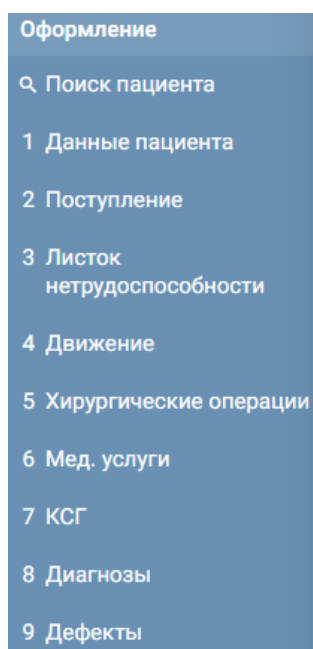 Оформление
Поиск пациента
1 Данные пациента
2 Поступление
3 Листок
нетрудоспособности
4 Движение
5 Хирургические операции
6 Мед. услуги
7 КСГ
8 Диагнозы
9 Дефекты